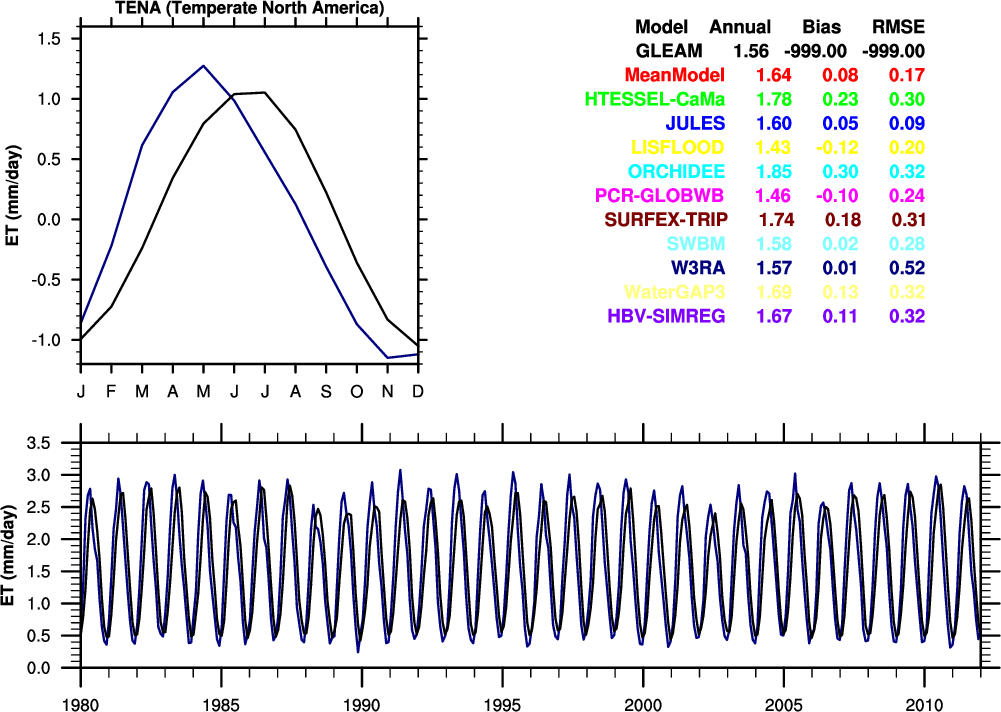 TENA (Temperate North America)
1.5
1.0
0.5
0.0
-0.5
-1.0
ET (mm/day)
J F M A M J J A S O N D
Model Annual Bias RMSE
GLEAM 1.56 -999.00 -999.00
MeanModel 1.64 0.08 0.17
HTESSEL-CaMa 1.78 0.23 0.30
JULES 1.60 0.05 0.09
LISFLOOD 1.43 -0.12 0.20
ORCHIDEE 1.85 0.30 0.32
PCR-GLOBWB 1.46 -0.10 0.24
SURFEX-TRIP 1.74 0.18 0.31
SWBM 1.58 0.02 0.28
W3RA 1.57 0.01 0.52
WaterGAP3 1.69 0.13 0.32
HBV-SIMREG 1.67 0.11 0.32
3.5
3.0
2.5
2.0
1.5
1.0
0.5
0.0
ET (mm/day)
1980 1985 1990 1995 2000 2005 2010